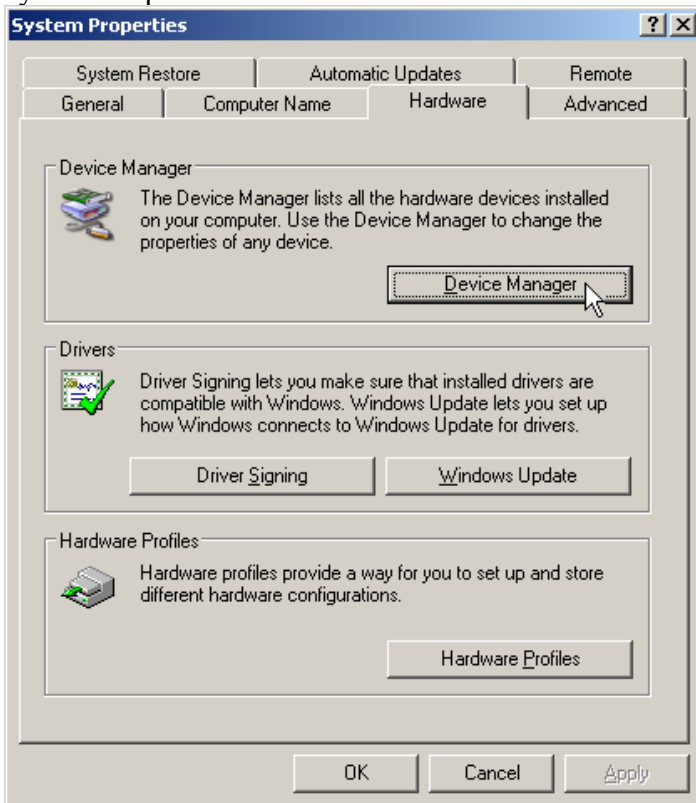 System Properties
System Restore Automatic Updates Remote
General Computer Name Hardware Advanced
Device Manager
The Device Manager lists all the hardware devices installed
on your computer. Use the Device Manager to change the
properties of any device.
Device Manager
Drivers
Driver Signing lets you make sure that installed drivers are
compatible with Windows. Windows Update lets you set up
how Windows connects to Windows Update for drivers.
Driver Signing Windows Update
Hardware Profiles
Hardware profiles provide a way for you to set up and store
different hardware configurations.
Hardware Profiles
OK Cancel Apply